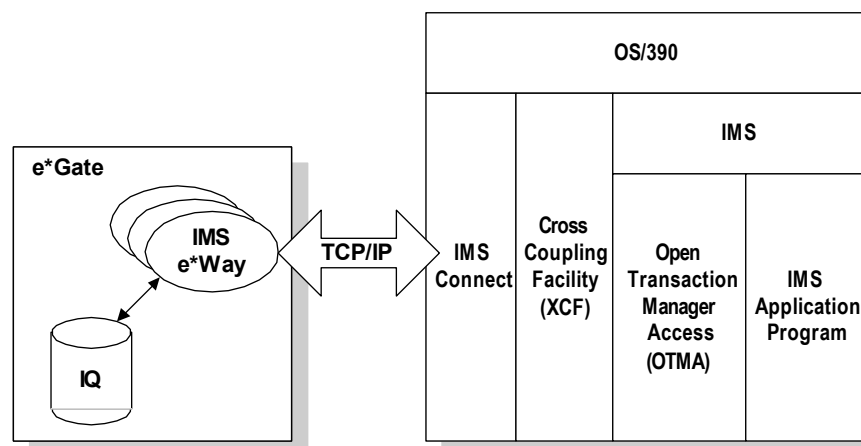 OS/390
IMS
e*Gate
IMS
e*Way
TCP/IP
IQ
IMS
Connect
Cross
Coupling
Facility
(XCF)
Open
Transaction
Manager
Access
(OTMA)
IMS
Application
Program